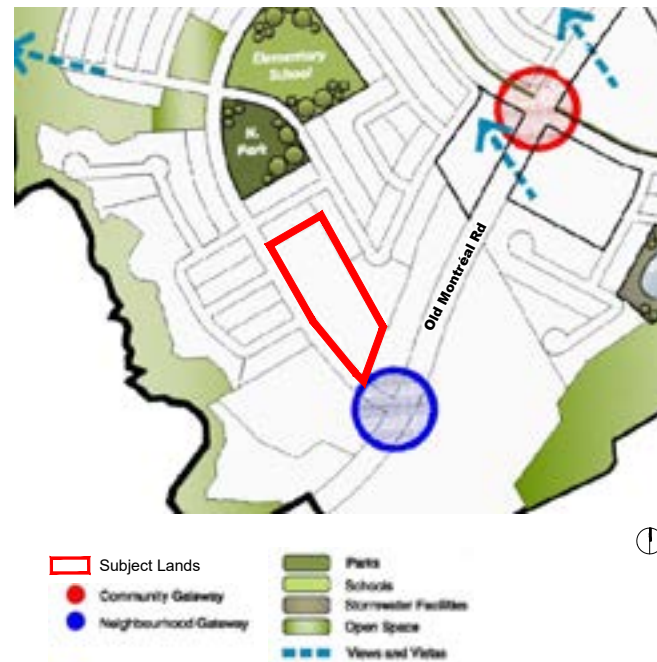 Elementary
School
N.
Park
Old Montréal Rd
Subject Lands
Community Gateway
Neighbourhood Gateway
Parks
Schools
Stormwater Facilities
Open Space
Views and Vistas